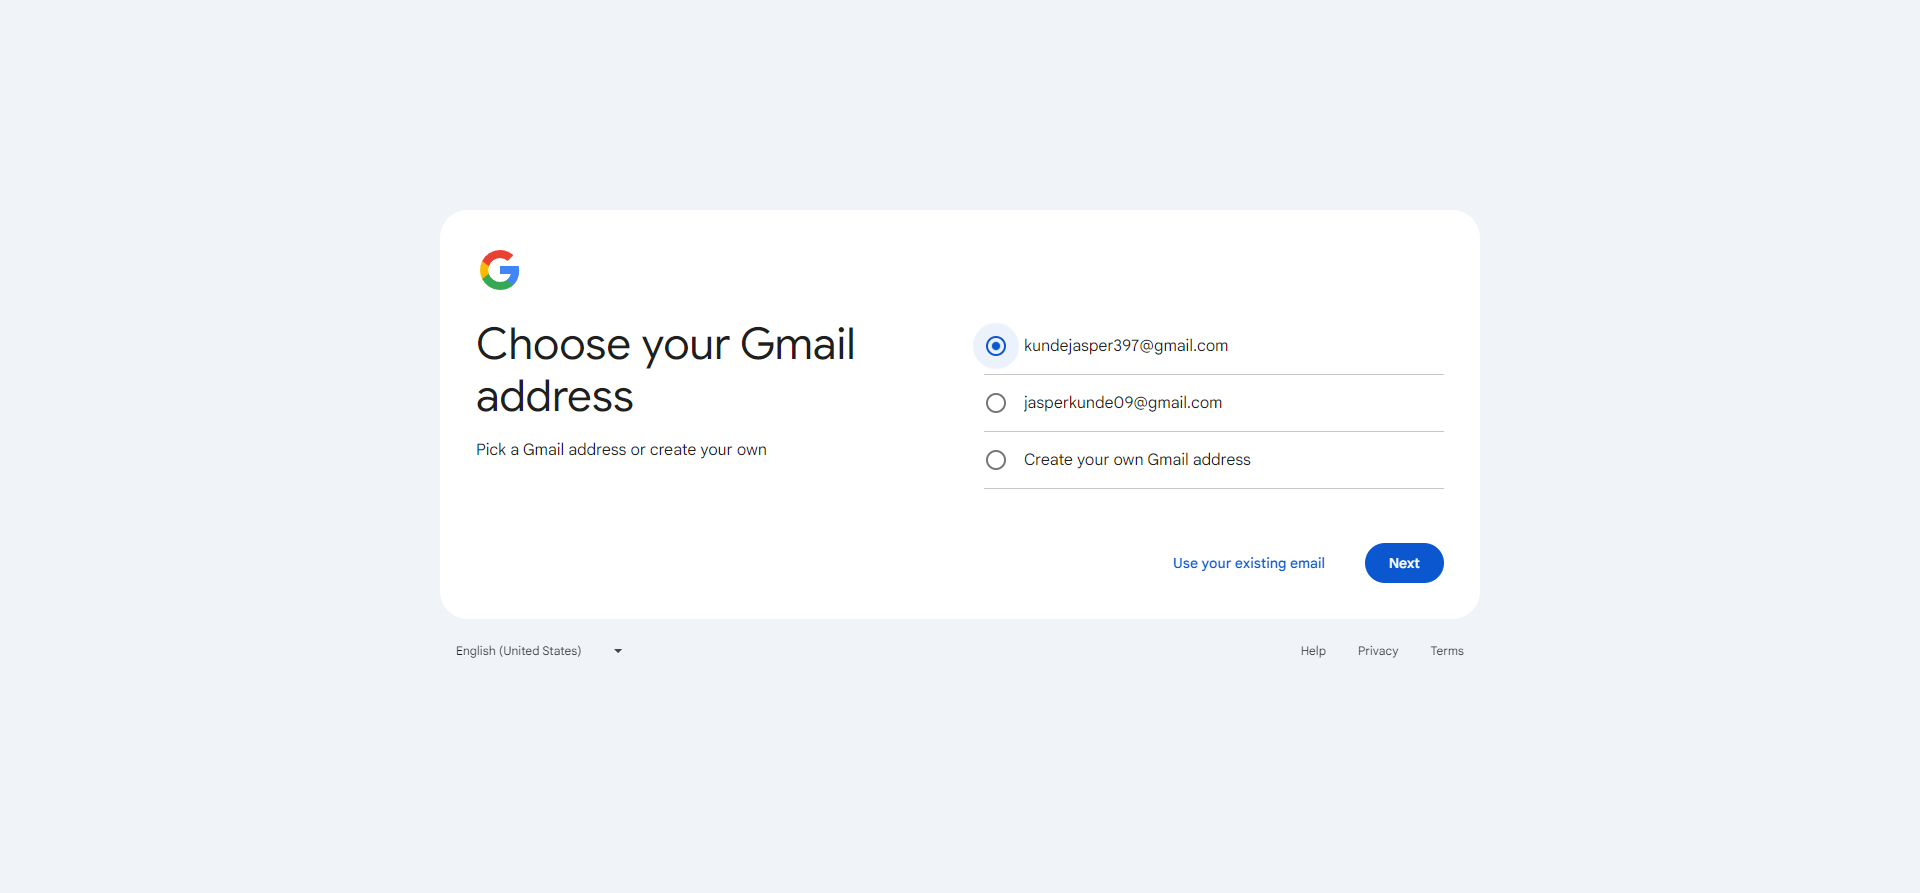 Choose your Gmail
address
Pick a Gmail address or create your own
kundejasper397@gmail.com
jasperkunde09@gmail.com
Create your own Gmail address
Use your existing email
Next
English (United States)
Help
Privacy
Terms